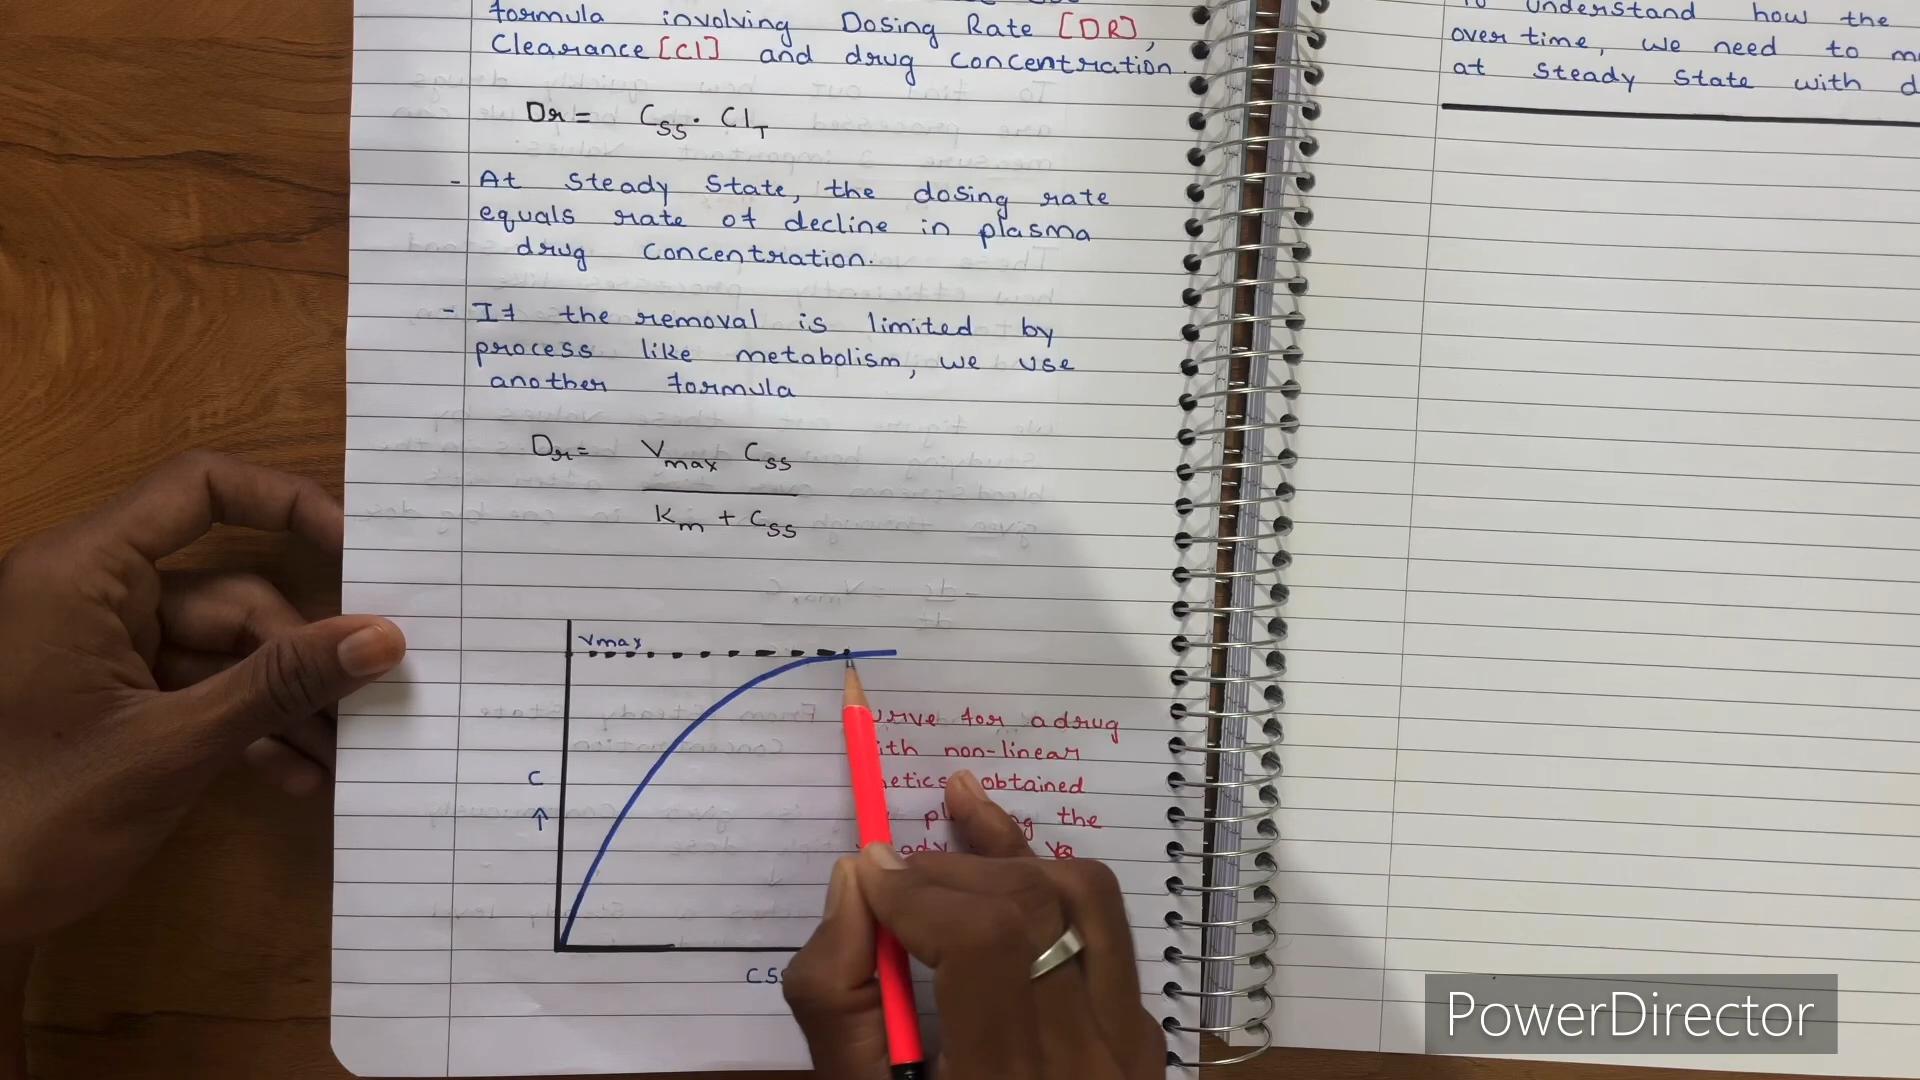 formula involving Dosing Rate [DR],
Clearance [Cl] and drug concentration.
Dr = Css . ClT
- At steady state, the dosing rate
equals rate of decline in plasma
drug concentration.
- If the removal is limited by
process like metabolism, we use
another formula
Dr = Vmax Css
Km + Css
Vmax
C
↑
for a drug
non-linear
obtained
the
Vs
understand how the
over time, we need to
at steady state with
PowerDirector